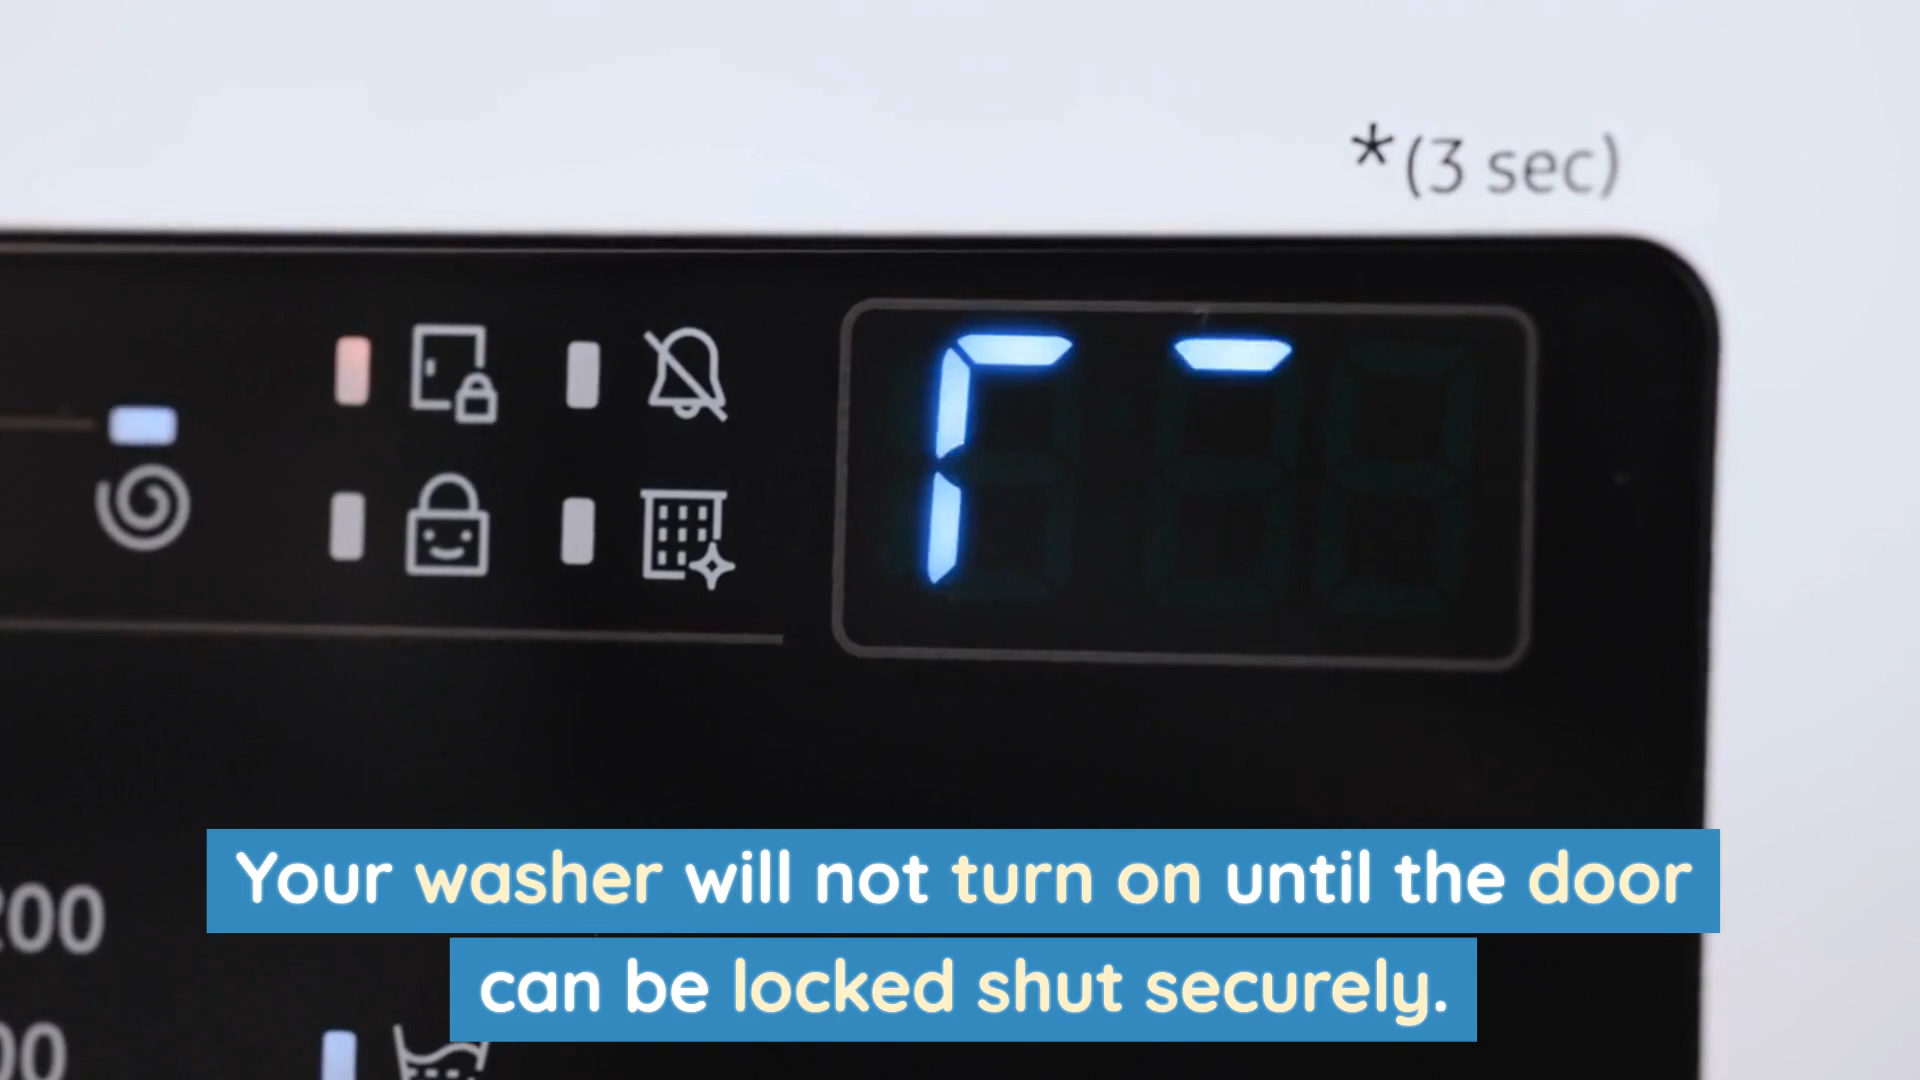 *(3 sec)
Your washer will not turn on until the door
can be locked shut securely.